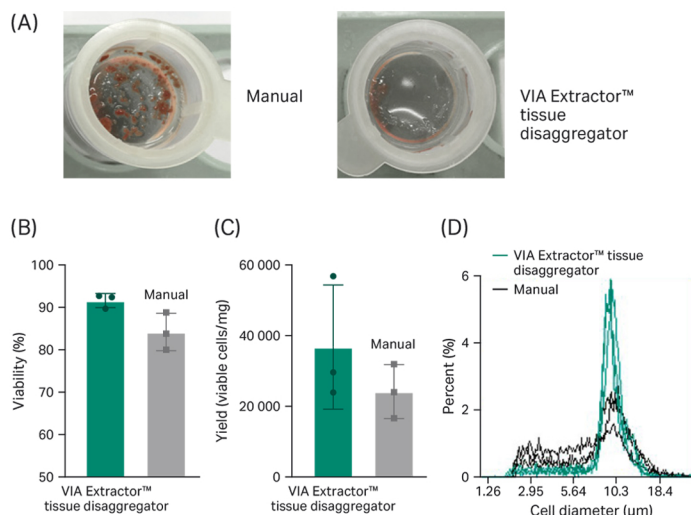 (A)
Manual
VIA Extractor™
tissue
disaggregator
(B)
Viability (%)
100
90
80
70
60
50
Manual
VIA Extractor™
tissue disaggregator
(C)
Yield (viable cells/mg)
60 000
40 000
20 000
0
Manual
VIA Extractor™
tissue disaggregator
(D)
VIA Extractor™ tissue
disaggregator
Manual
Percent (%)
6
4
2
0
1.26 2.95 5.64 10.3 18.4
Cell diameter (um)